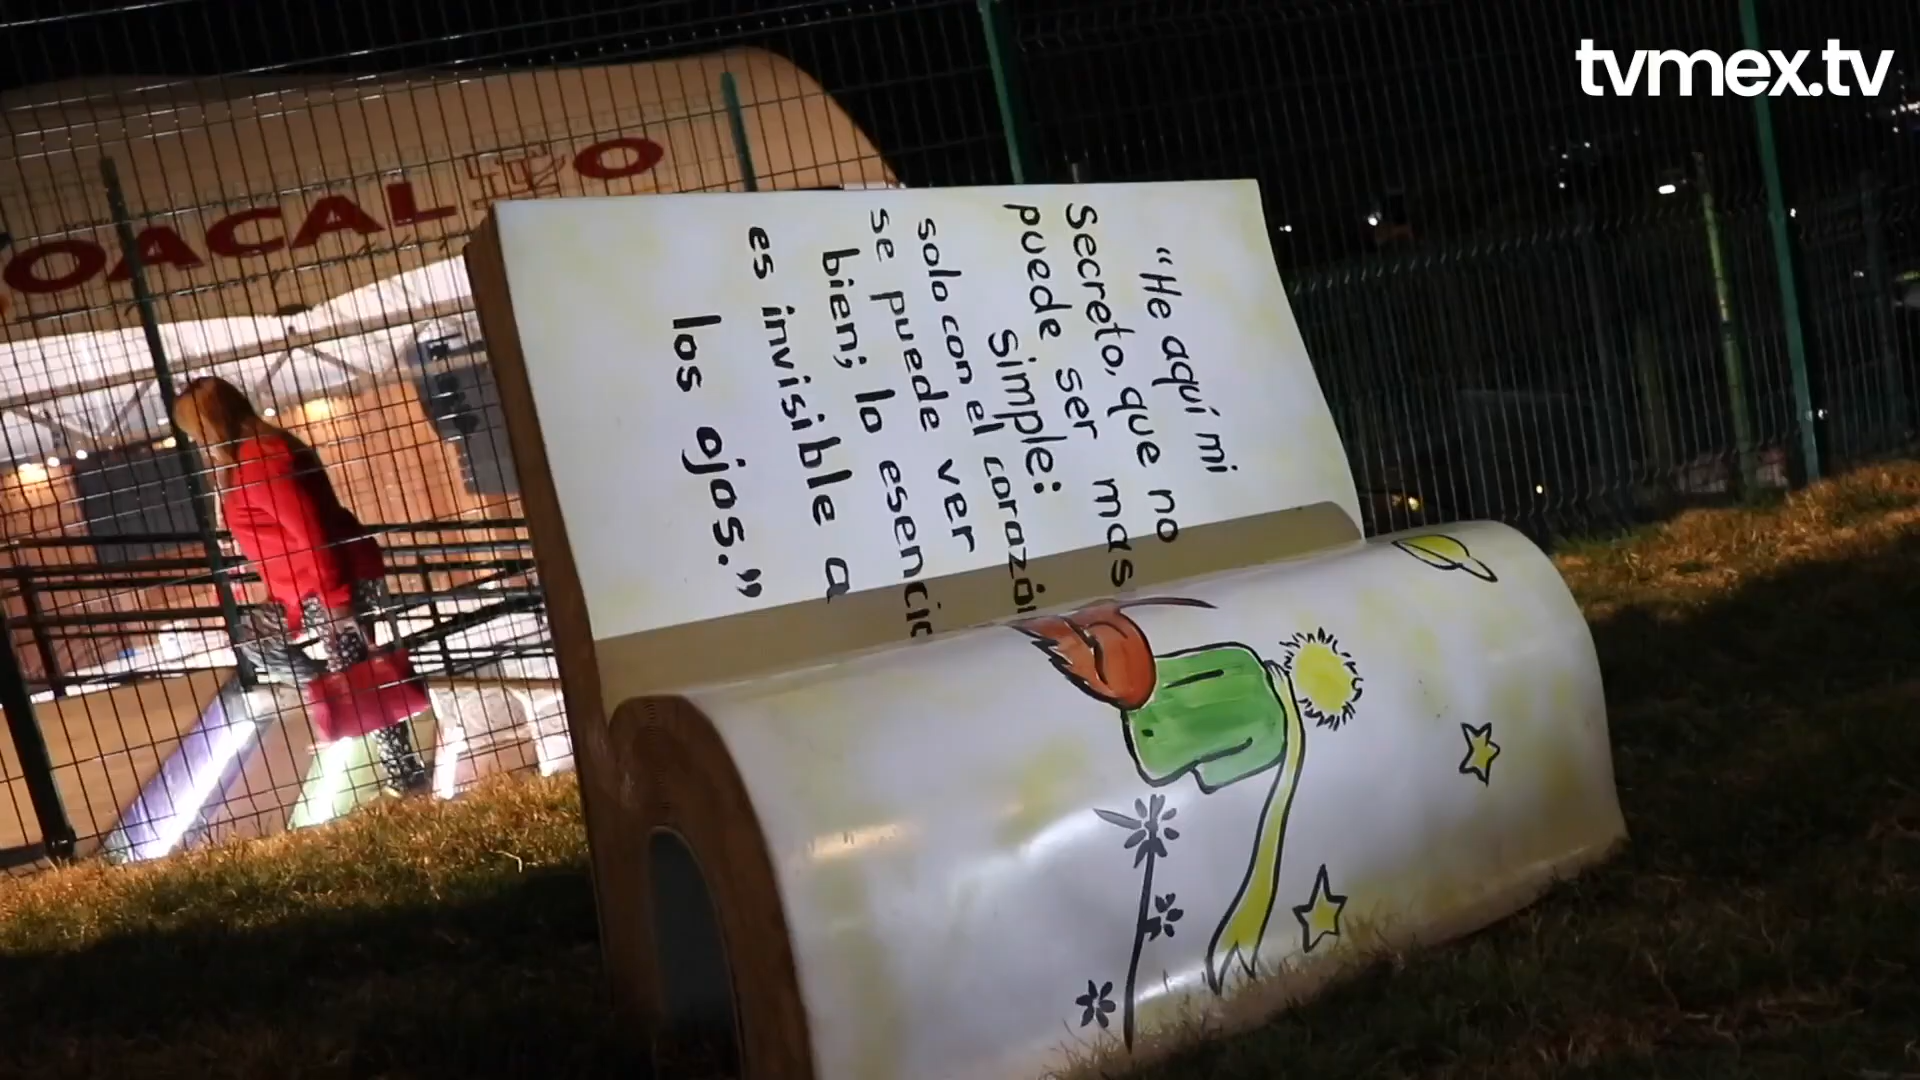 tvmex.tv
OACAL O
"He aquí mi
Secreto, que no
puede ser mas
simple:
solo con el corazó
se puede ver
bien; lo esencia
es invisible a
los ojos."